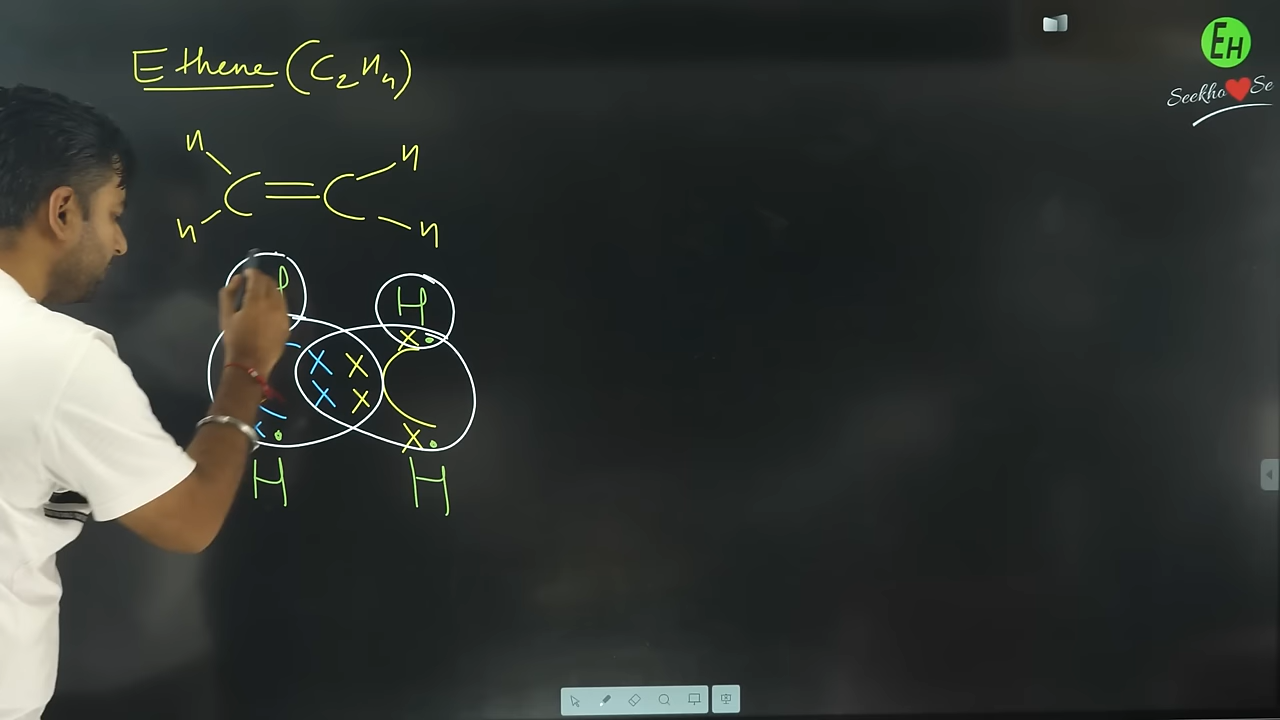 Ethene (C₂H₄)
EH
Seekho ❤️ Se
H H
C = C
H H
H H
X .
X X
X X
X . X .
H H